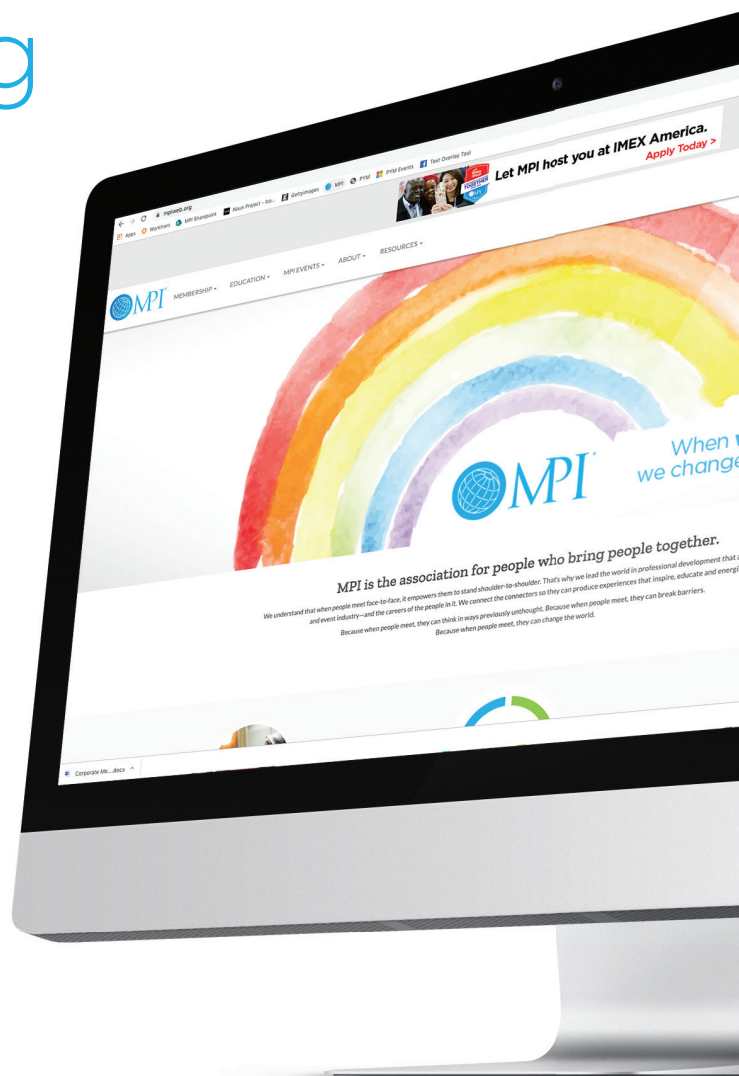 g
Let MPI host you at IMEX America.
Apply Today >
mpiweb.org
Apps Workfront MPI Sharepoint Noun Project - Ico... Gettyimages MPI PYM PYM Events Text Overlay Tool
TOGETHER
MPI MEMBERSHIP EDUCATION MPI EVENTS ABOUT RESOURCES
MPI
When
we change
MPI is the association for people who bring people together.
We understand that when people meet face-to-face, it empowers them to stand shoulder-to-shoulder. That's why we lead the world in professional development that
and event industry—and the careers of the people in it. We connect the connectors so they can produce experiences that inspire, educate and
Because when people meet, they can think in ways previously unthought. Because when people meet, they can break barriers.
Because when people meet, they can change the world.
Corporate Me....docx